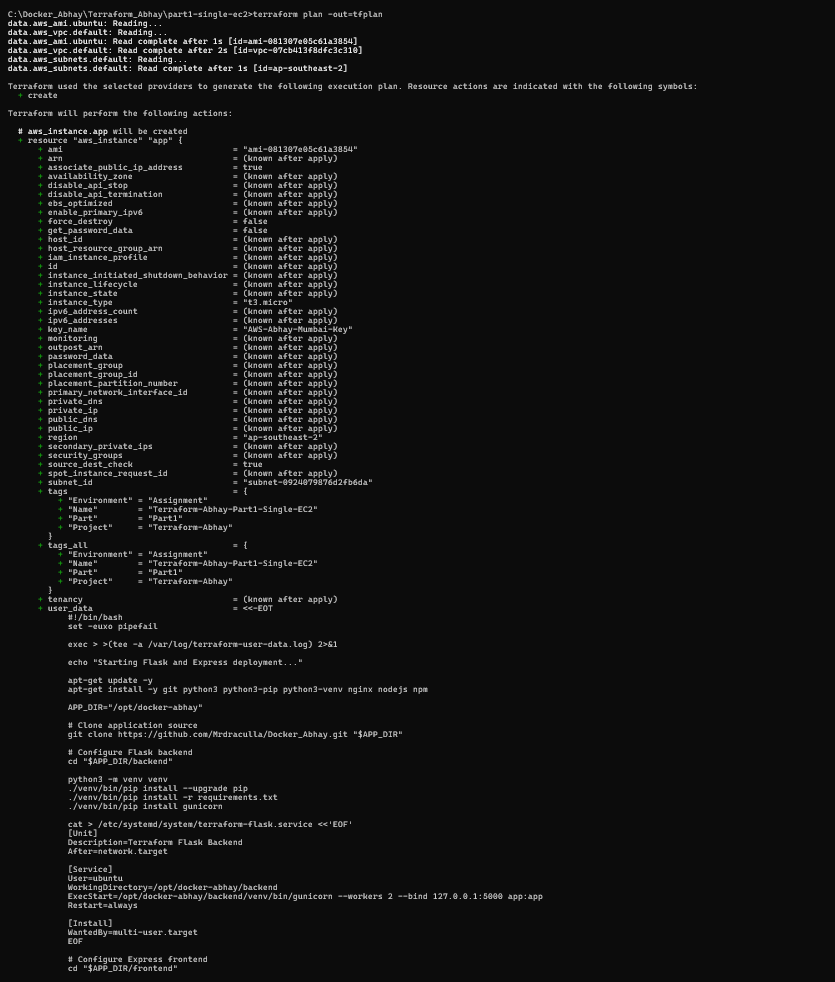 C:\Docker_Abhay\Terraform_Abhay\part1-single-ec2>terraform plan -out=tfplan
data.aws_ami.ubuntu: Reading...
data.aws_vpc.default: Reading...
data.aws_ami.ubuntu: Read complete after 1s [id=ami-081307e05c61a3854]
data.aws_vpc.default: Read complete after 2s [id=vpc-07cb413f8dfc3c310]
data.aws_subnets.default: Reading...
data.aws_subnets.default: Read complete after 1s [id=ap-southeast-2]

Terraform used the selected providers to generate the following execution plan. Resource actions are indicated with the following symbols:
  + create

Terraform will perform the following actions:

  # aws_instance.app will be created
  + resource "aws_instance" "app" {
      + ami                                  = "ami-081307e05c61a3854"
      + arn                                  = (known after apply)
      + associate_public_ip_address          = true
      + availability_zone                    = (known after apply)
      + disable_api_stop                     = (known after apply)
      + disable_api_termination              = (known after apply)
      + ebs_optimized                        = (known after apply)
      + enable_primary_ipv6                  = (known after apply)
      + force_destroy                        = false
      + get_password_data                    = false
      + host_id                              = (known after apply)
      + host_resource_group_arn              = (known after apply)
      + iam_instance_profile                 = (known after apply)
      + id                                   = (known after apply)
      + instance_initiated_shutdown_behavior = (known after apply)
      + instance_lifecycle                   = (known after apply)
      + instance_state                       = (known after apply)
      + instance_type                        = "t3.micro"
      + ipv6_address_count                   = (known after apply)
      + ipv6_addresses                       = (known after apply)
      + key_name                             = "AWS-Abhay-Mumbai-Key"
      + monitoring                           = (known after apply)
      + outpost_arn                          = (known after apply)
      + password_data                        = (known after apply)
      + placement_group                      = (known after apply)
      + placement_group_id                   = (known after apply)
      + placement_partition_number           = (known after apply)
      + primary_network_interface_id         = (known after apply)
      + private_dns                          = (known after apply)
      + private_ip                           = (known after apply)
      + public_dns                           = (known after apply)
      + public_ip                            = (known after apply)
      + region                               = "ap-southeast-2"
      + secondary_private_ips                = (known after apply)
      + security_groups                      = (known after apply)
      + source_dest_check                    = true
      + spot_instance_request_id             = (known after apply)
      + subnet_id                            = "subnet-0924079876d2fb6da"
      + tags                                 = {
          + "Environment" = "Assignment"
          + "Name"        = "Terraform-Abhay-Part1-Single-EC2"
          + "Part"        = "Part1"
          + "Project"     = "Terraform-Abhay"
        }
      + tags_all                             = {
          + "Environment" = "Assignment"
          + "Name"        = "Terraform-Abhay-Part1-Single-EC2"
          + "Part"        = "Part1"
          + "Project"     = "Terraform-Abhay"
        }
      + tenancy                              = (known after apply)
      + user_data                            = <<-EOT
            #!/bin/bash
            set -euxo pipefail

            exec > >(tee -a /var/log/terraform-user-data.log) 2>&1

            echo "Starting Flask and Express deployment..."

            apt-get update -y
            apt-get install -y git python3 python3-pip python3-venv nginx nodejs npm

            APP_DIR="/opt/docker-abhay"

            # Clone application source
            git clone https://github.com/Mrdraculla/Docker_Abhay.git "$APP_DIR"

            # Configure Flask backend
            cd "$APP_DIR/backend"

            python3 -m venv venv
            ./venv/bin/pip install --upgrade pip
            ./venv/bin/pip install -r requirements.txt
            ./venv/bin/pip install gunicorn

            cat > /etc/systemd/system/terraform-flask.service <<'EOF'
            [Unit]
            Description=Terraform Flask Backend
            After=network.target

            [Service]
            User=ubuntu
            WorkingDirectory=/opt/docker-abhay/backend
            ExecStart=/opt/docker-abhay/backend/venv/bin/gunicorn --workers 2 --bind 127.0.0.1:5000 app:app
            Restart=always

            [Install]
            WantedBy=multi-user.target
            EOF

            # Configure Express frontend
            cd "$APP_DIR/frontend"